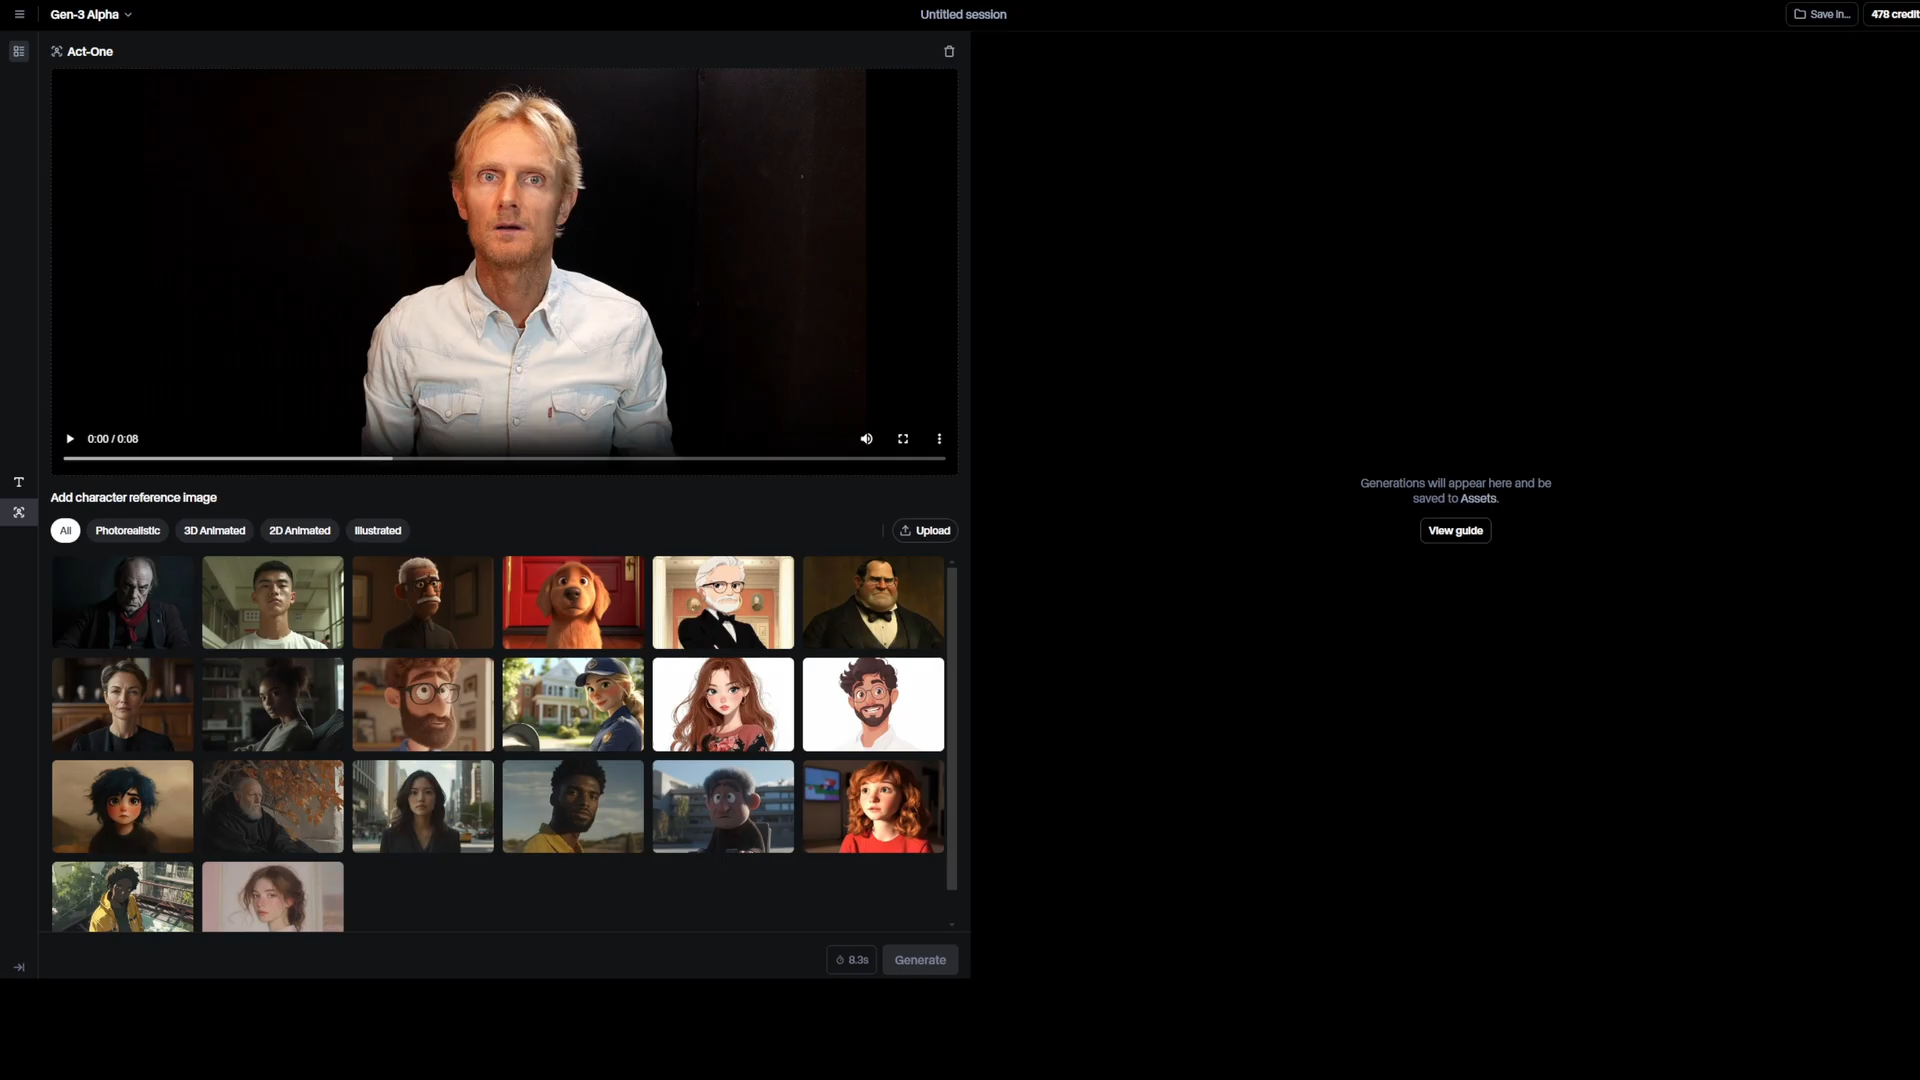 Gen-3 Alpha
Untitled session
Save in...
478 credit
Act-One
0:00 / 0:08
T
Add character reference image
All
Photorealistic
3D Animated
2D Animated
Illustrated
Upload
Generations will appear here and be
saved to Assets.
View guide
8.3s
Generate